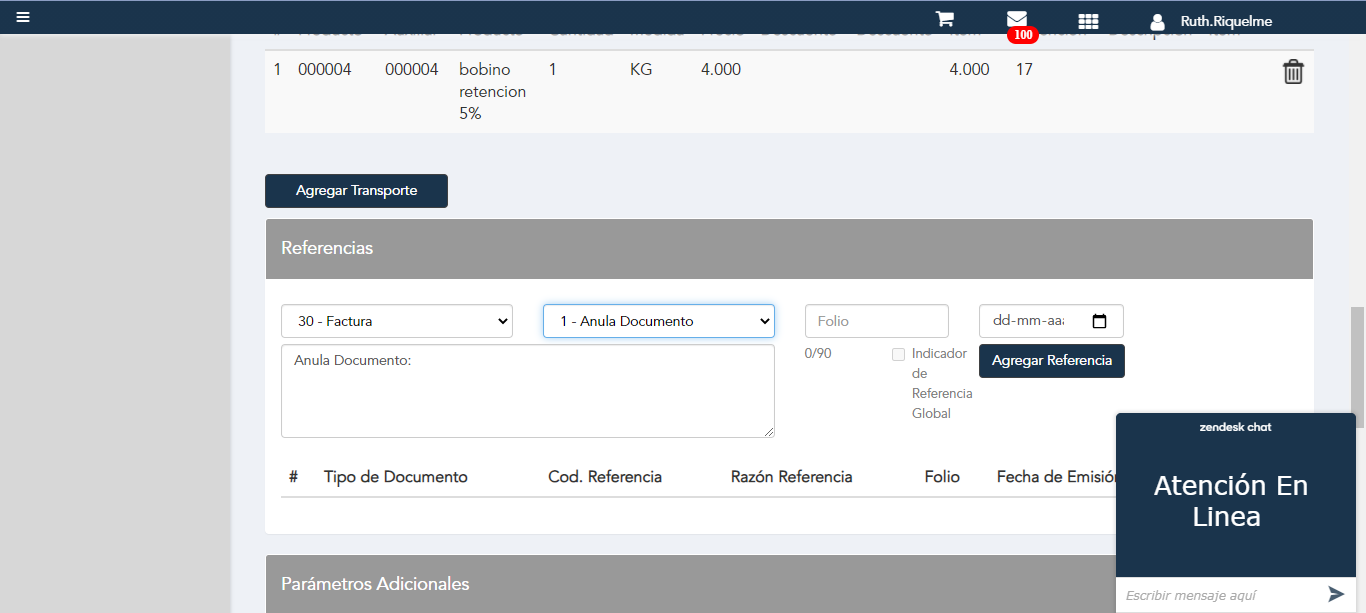 Ruth.Riquelme
100
1 000004 000004 bobino retencion 5% 1 KG 4.000 4.000 17
Agregar Transporte
Referencias
30 - Factura
1 - Anula Documento
Folio
dd-mm-aa
Anula Documento:
0/90
Indicador de Referencia Global
Agregar Referencia
# Tipo de Documento Cod. Referencia Razón Referencia Folio Fecha de Emisión
Parámetros Adicionales
zendesk chat
Atención En
Linea
Escribir mensaje aquí